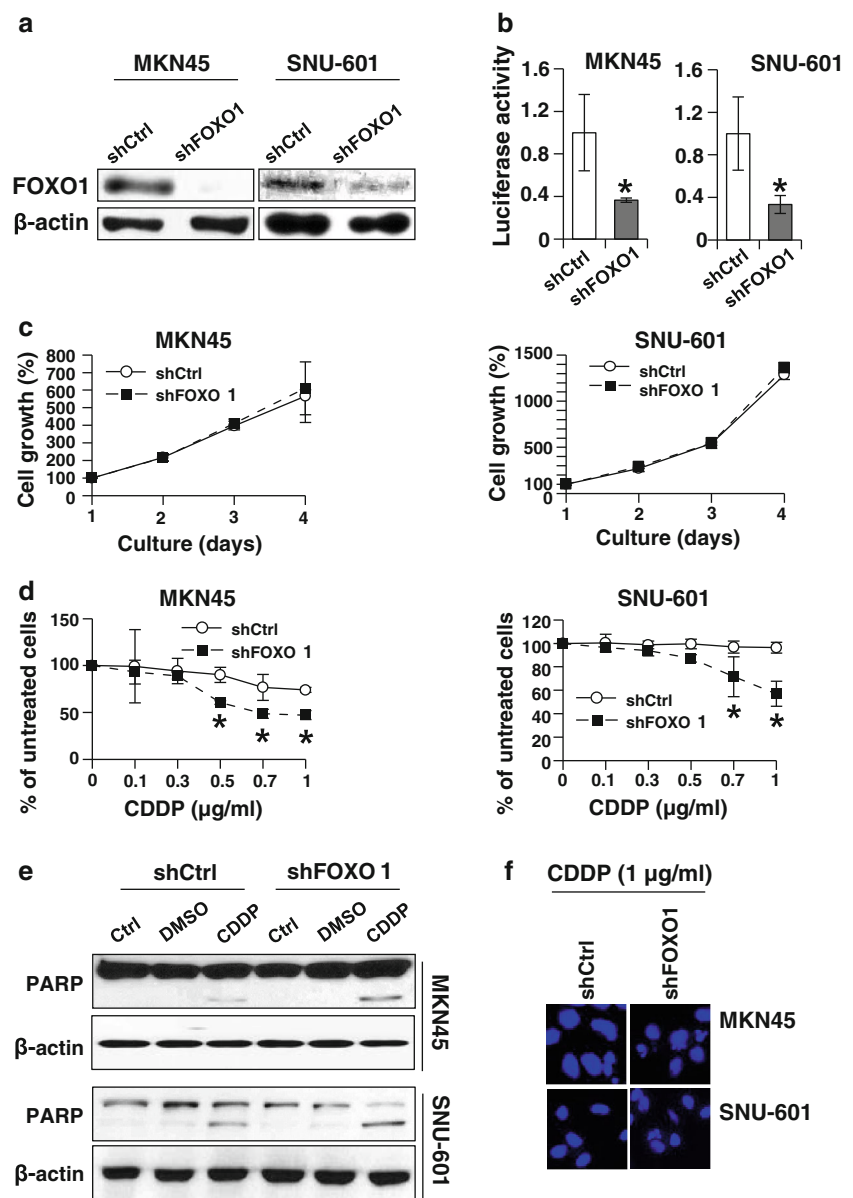 a
MKN45 SNU-601
shCtrl shFOXO1 shCtrl shFOXO1
FOXO1
β-actin
b
Luciferase activity
MKN45
1.6
1.2
0.8
0.4
0
*
shCtrl shFOXO1
SNU-601
1.6
1.2
0.8
0.4
0
*
shCtrl shFOXO1
c
MKN45
Cell growth (%)
800
700
600
500
400
300
200
100
0
shCtrl
shFOXO 1
1 2 3 4
Culture (days)
SNU-601
Cell growth (%)
1500
1000
500
100
0
shCtrl
shFOXO 1
1 2 3 4
Culture (days)
d
MKN45
% of untreated cells
150
100
50
0
shCtrl
shFOXO 1
* * *
0 0.1 0.3 0.5 0.7 1
CDDP (µg/ml)
SNU-601
% of untreated cells
120
100
80
60
40
20
0
shCtrl
shFOXO 1
* *
0 0.1 0.3 0.5 0.7 1
CDDP (µg/ml)
e
shCtrl shFOXO 1
Ctrl DMSO CDDP Ctrl DMSO CDDP
PARP
β-actin
MKN45
PARP
β-actin
SNU-601
f
CDDP (1 µg/ml)
shCtrl shFOXO1
MKN45
SNU-601